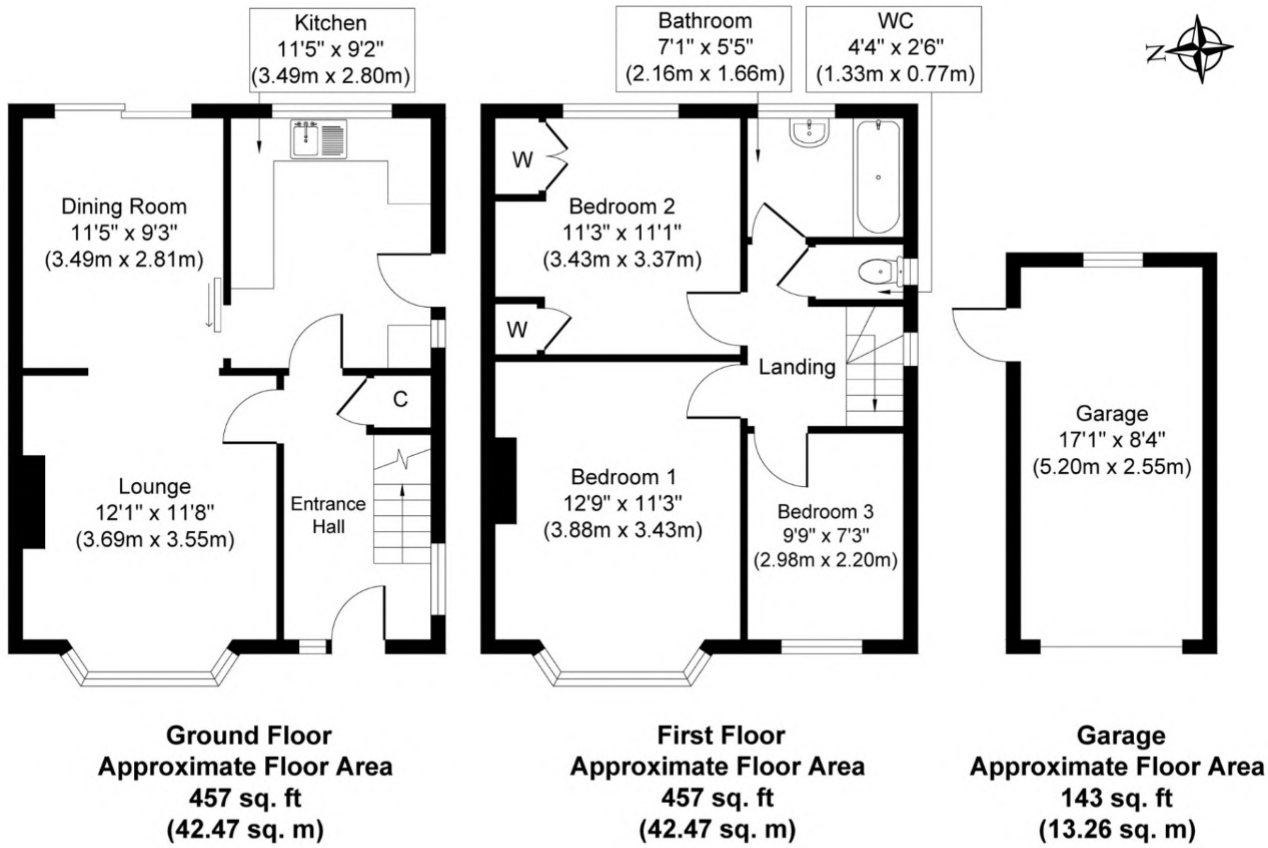 Kitchen
11'5" x 9'2"
(3.49m x 2.80m)
Bathroom
7'1" x 5'5"
(2.16m x 1.66m)
WC
4'4" x 2'6"
(1.33m x 0.77m)
N
Dining Room
11'5" x 9'3"
(3.49m x 2.81m)
W
Bedroom 2
11'3" x 11'1"
(3.43m x 3.37m)
W
Landing
C
Lounge
12'1" x 11'8"
(3.69m x 3.55m)
Entrance
Hall
Bedroom 1
12'9" x 11'3"
(3.88m x 3.43m)
Bedroom 3
9'9" x 7'3"
(2.98m x 2.20m)
Garage
17'1" x 8'4"
(5.20m x 2.55m)
Ground Floor
Approximate Floor Area
457 sq. ft
(42.47 sq. m)
First Floor
Approximate Floor Area
457 sq. ft
(42.47 sq. m)
Garage
Approximate Floor Area
143 sq. ft
(13.26 sq. m)